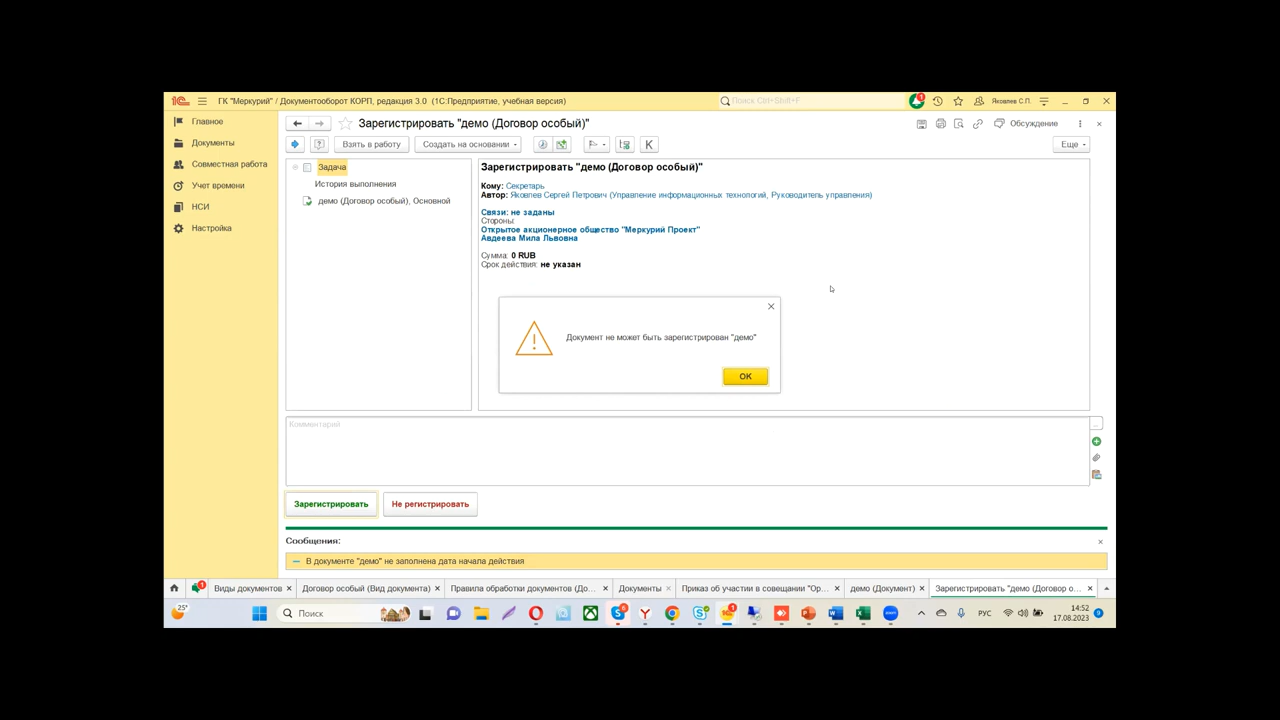 ГК "Меркурий" / Документооборот КОРП, редакция 3.0 (1С:Предприятие, учебная версия)
Поиск Ctrl+Shift+F
1
Яковлев С.П.
Главное
Документы
Совместная работа
Учет времени
НСИ
Настройка
Зарегистрировать "демо (Договор особый)"
Обсуждение
Взять в работу
Создать на основании
Еще
Задача
История выполнения
демо (Договор особый), Основной
Зарегистрировать "демо (Договор особый)"
Кому: Секретарь
Автор: Яковлев Сергей Петрович (Управление информационных технологий, Руководитель управления)
Связи: не заданы
Стороны:
Открытое акционерное общество "Меркурий Проект"
Авдеева Мила Львовна
Сумма: 0 RUB
Срок действия: не указан
Документ не может быть зарегистрирован "демо"
OK
Комментарий
Зарегистрировать
Не регистрировать
Сообщения:
В документе "демо" не заполнена дата начала действия
1
Виды документов
Договор особый (Вид документа)
Правила обработки документов (До...
Документы
Приказ об участии в совещании "Ор...
демо (Документ)
Зарегистрировать "демо (Договор о...
25°
Поиск
РУС
14:52
17.08.2023